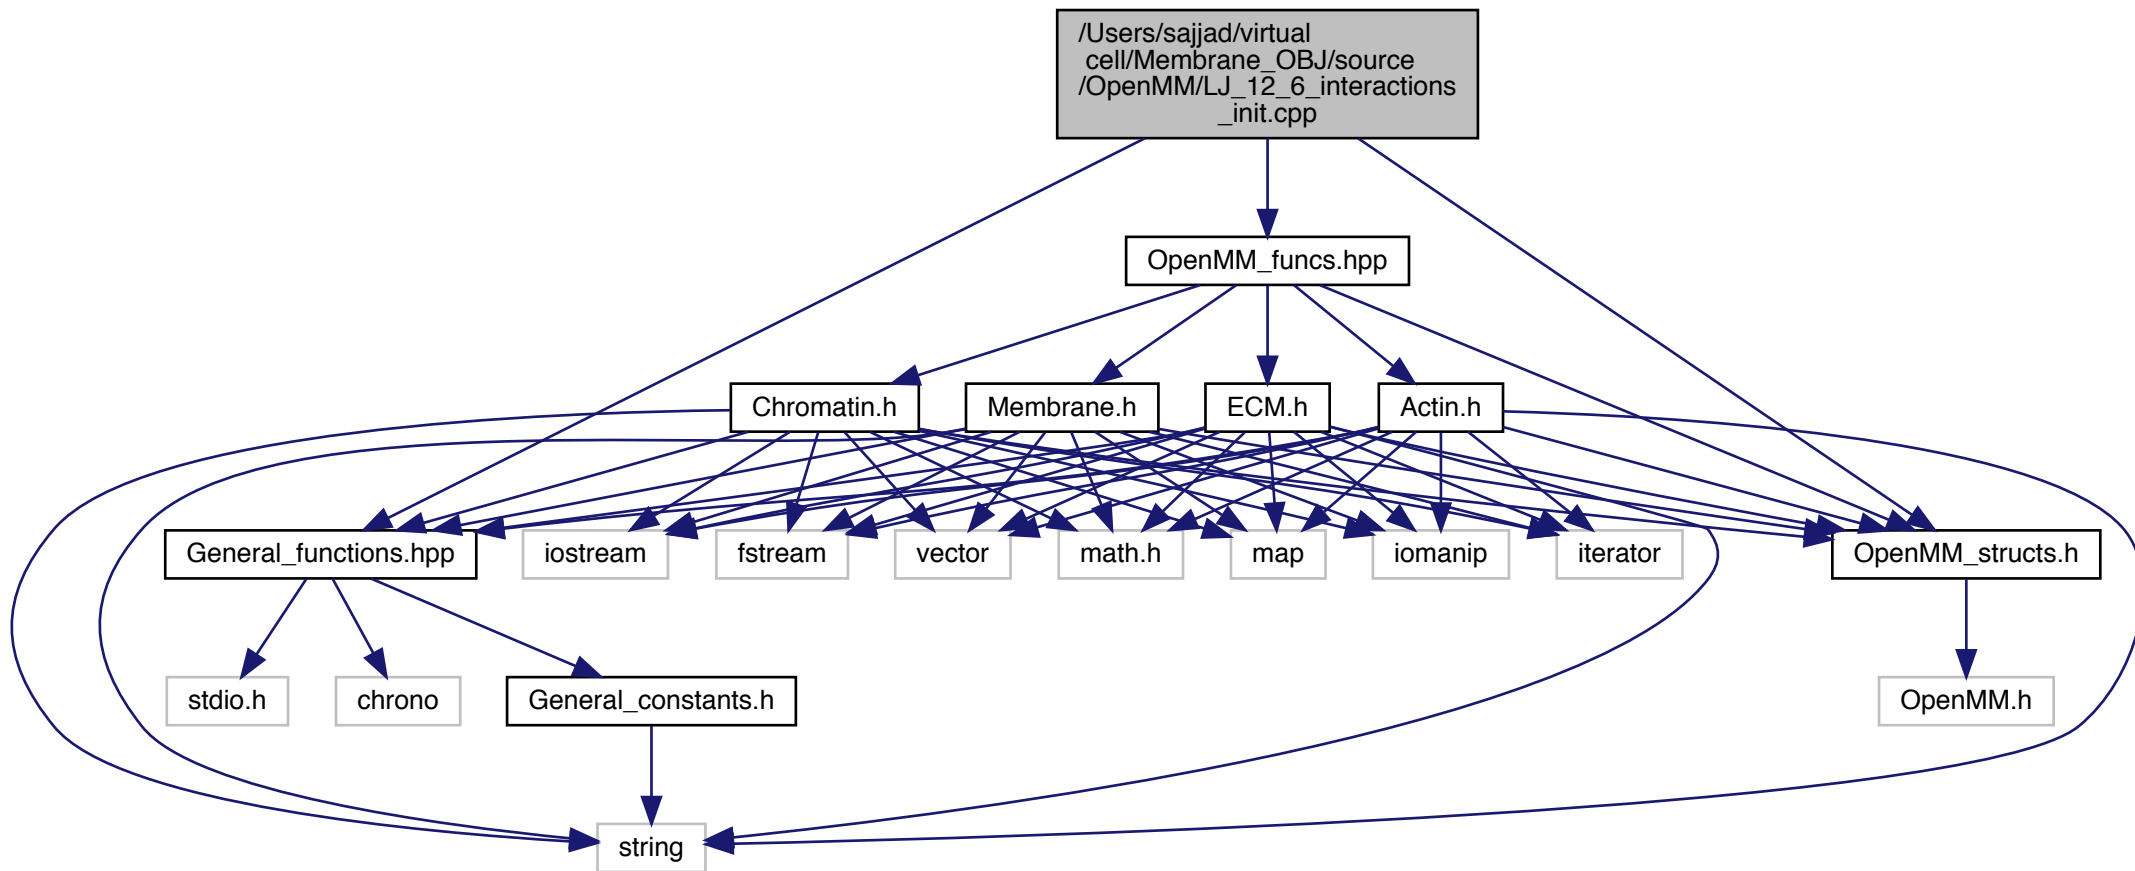 /Users/sajjad/virtual
cell/Membrane_OBJ/source
/OpenMM/LJ_12_6_interactions
_init.cpp
OpenMM_funcs.hpp
Chromatin.h
Membrane.h
ECM.h
Actin.h
General_functions.hpp
iostream
fstream
vector
math.h
map
iomanip
iterator
OpenMM_structs.h
stdio.h
chrono
General_constants.h
OpenMM.h
string